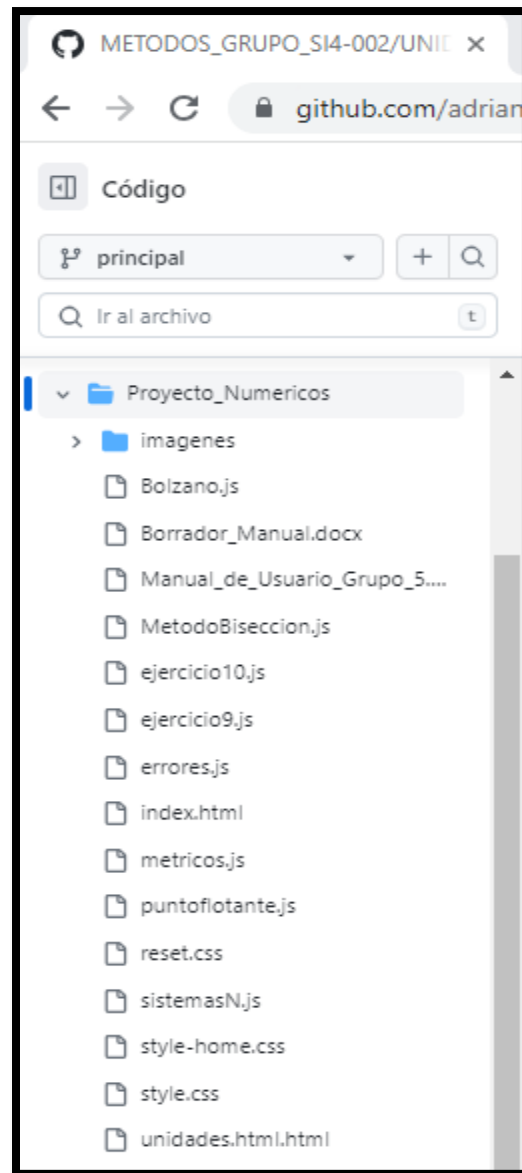 METODOS_GRUPO_SI4-002/UNI
github.com/adrian
Código
principal
Ir al archivo
t
Proyecto_Numericos
imagenes
Bolzano.js
Borrador_Manual.docx
Manual_de_Usuario_Grupo_5....
MetodoBiseccion.js
ejercicio10.js
ejercicio9.js
errores.js
index.html
metricos.js
puntoflotante.js
reset.css
sistemasN.js
style-home.css
style.css
unidades.html.html